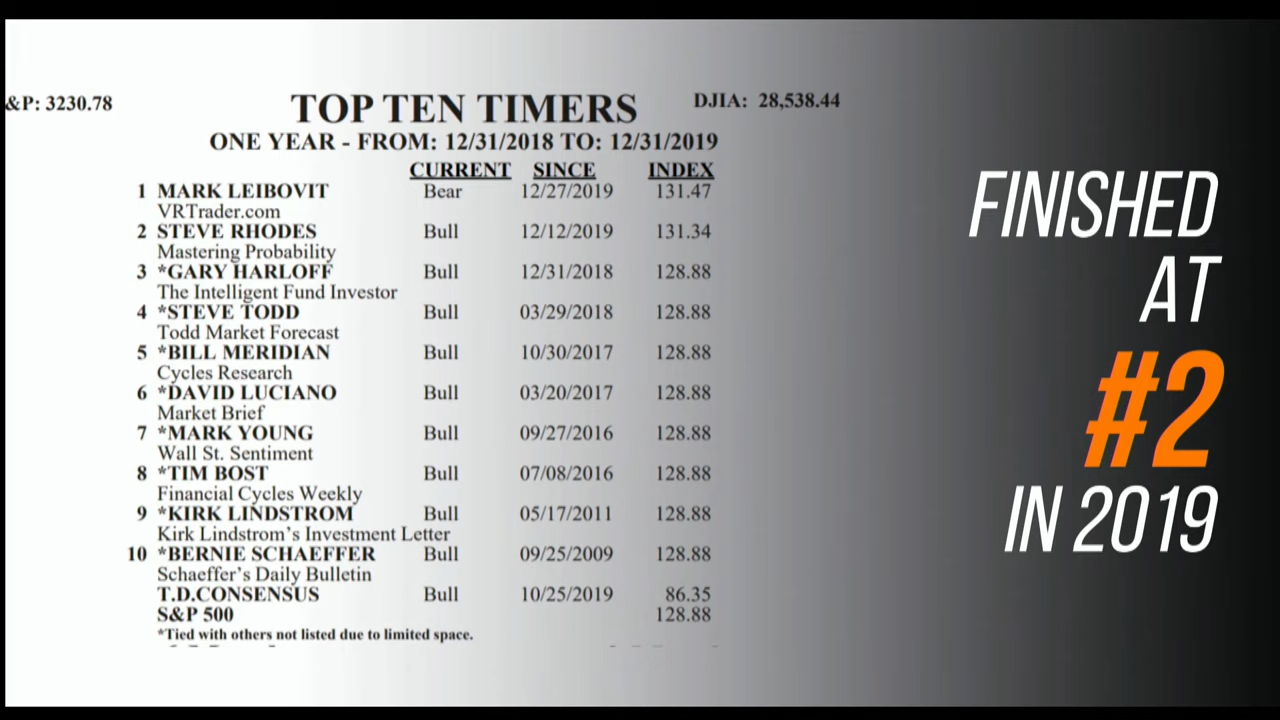 &P: 3230.78
TOP TEN TIMERS
DJIA: 28,538.44
ONE YEAR - FROM: 12/31/2018 TO: 12/31/2019
CURRENT SINCE INDEX
1 MARK LEIBOVIT Bear 12/27/2019 131.47
VRTrader.com
2 STEVE RHODES Bull 12/12/2019 131.34
Mastering Probability
3 *GARY HARLOFF Bull 12/31/2018 128.88
The Intelligent Fund Investor
4 *STEVE TODD Bull 03/29/2018 128.88
Todd Market Forecast
5 *BILL MERIDIAN Bull 10/30/2017 128.88
Cycles Research
6 *DAVID LUCIANO Bull 03/20/2017 128.88
Market Brief
7 *MARK YOUNG Bull 09/27/2016 128.88
Wall St. Sentiment
8 *TIM BOST Bull 07/08/2016 128.88
Financial Cycles Weekly
9 *KIRK LINDSTROM Bull 05/17/2011 128.88
Kirk Lindstrom's Investment Letter
10 *BERNIE SCHAEFFER Bull 09/25/2009 128.88
Schaeffer's Daily Bulletin
T.D.CONSENSUS Bull 10/25/2019 86.35
S&P 500 128.88
*Tied with others not listed due to limited space.
FINISHED
AT
#2
IN 2019